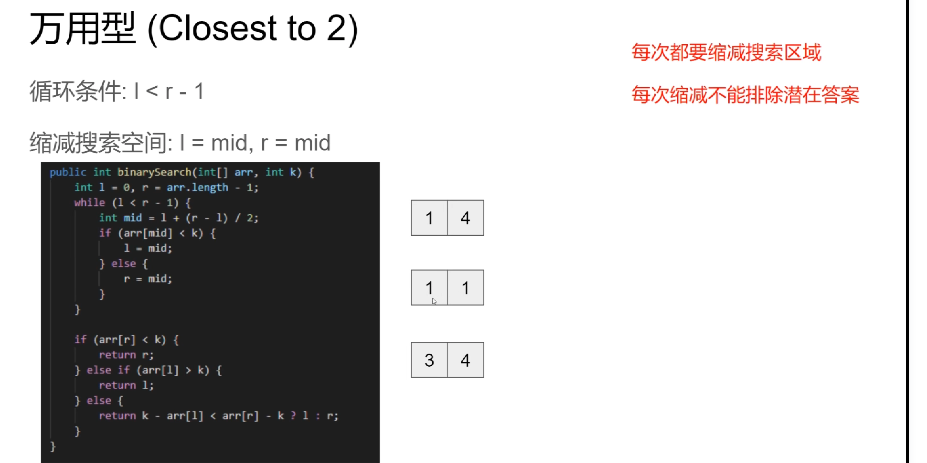 万用型 (Closest to 2)
循环条件: l < r - 1
缩减搜索空间: l = mid, r = mid
每次都要缩减搜索区域
每次缩减不能排除潜在答案
public int binarySearch(int[] arr, int k) {
    int l = 0, r = arr.length - 1;
    while (l < r - 1) {
        int mid = l + (r - l) / 2;
        if (arr[mid] < k) {
            l = mid;
        } else {
            r = mid;
        }
    }

    if (arr[r] < k) {
        return r;
    } else if (arr[l] > k) {
        return l;
    } else {
        return k - arr[l] < arr[r] - k ? l : r;
    }
}
1 4
1 1
3 4